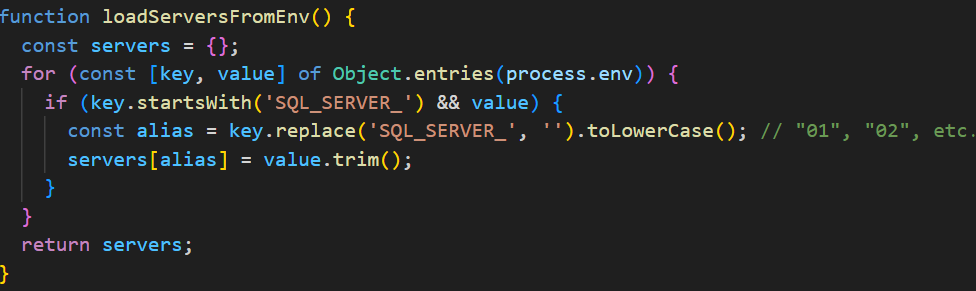 function loadServersFromEnv() {
  const servers = {};
  for (const [key, value] of Object.entries(process.env)) {
    if (key.startsWith('SQL_SERVER_') && value) {
      const alias = key.replace('SQL_SERVER_', '').toLowerCase(); // "01", "02", etc.
      servers[alias] = value.trim();
    }
  }
  return servers;
}